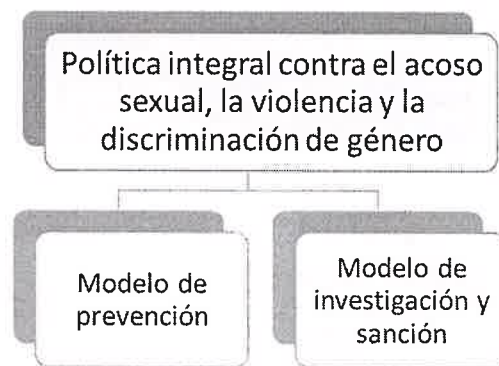 Política integral contra el acoso
sexual, la violencia y la
discriminación de género
Modelo de
prevención
Modelo de
investigación y
sanción